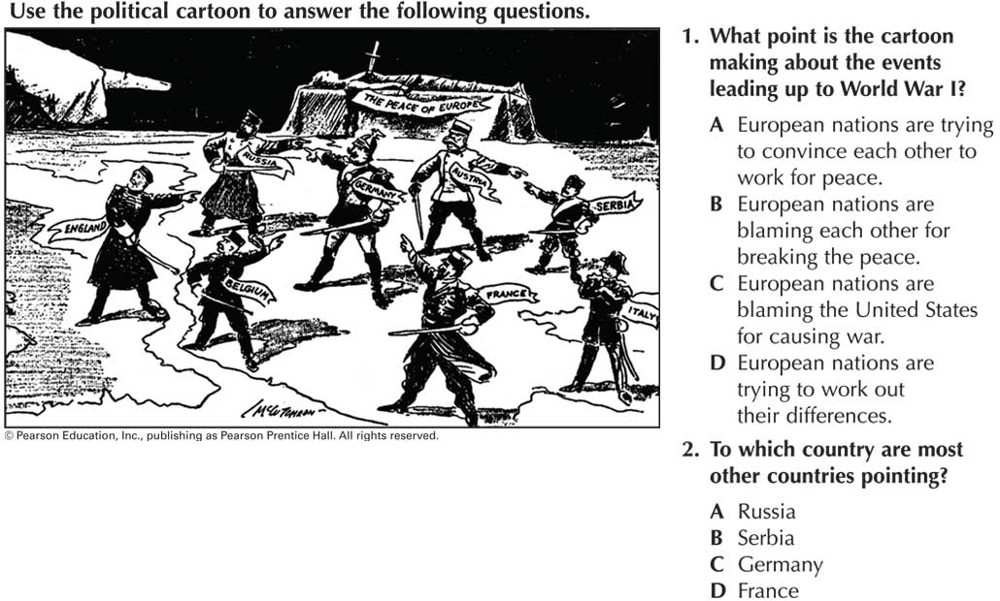 Use the political cartoon to answer the following questions.
THE PEACE OF EUROPE
RUSSIA
GERMANY
AUSTRIA
SERBIA
ENGLAND
BELGIUM
FRANCE
ITALY
McCutcheon
© Pearson Education, Inc., publishing as Pearson Prentice Hall. All rights reserved.
1. What point is the cartoon
making about the events
leading up to World War I?
A European nations are trying
to convince each other to
work for peace.
B European nations are
blaming each other for
breaking the peace.
C European nations are
blaming the United States
for causing war.
D European nations are
trying to work out
their differences.
2. To which country are most
other countries pointing?
A Russia
B Serbia
C Germany
D France